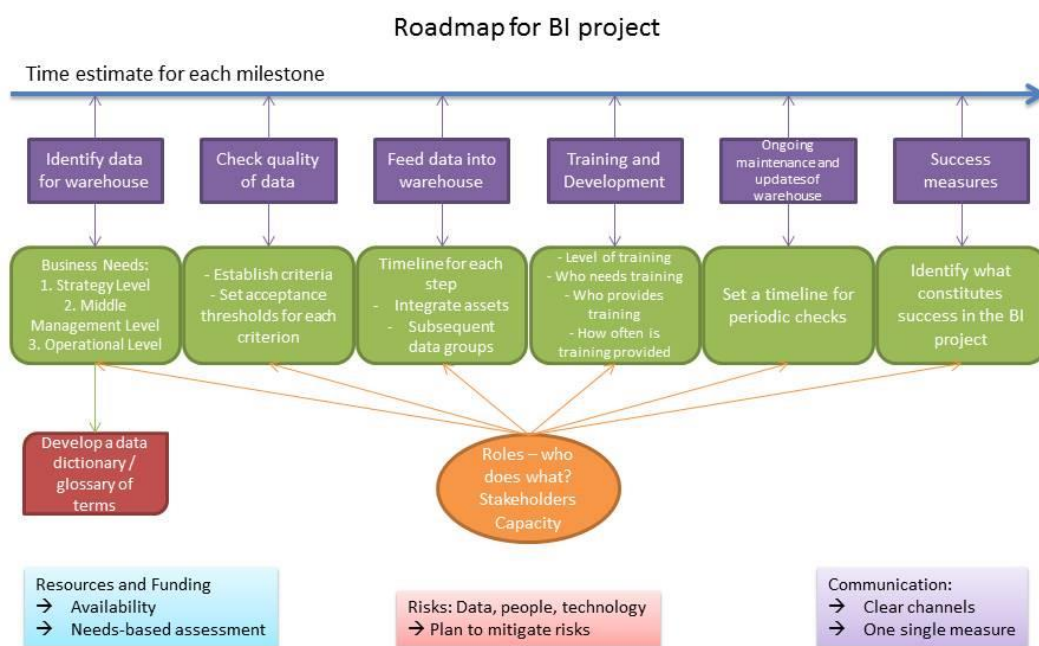 Roadmap for BI project
Time estimate for each milestone
Identify data
for warehouse
Check quality
of data
Feed data into
warehouse
Training and
Development
Ongoing
maintenance and
updates of
warehouse
Success
measures
Business Needs:
1. Strategy Level
2. Middle
Management Level
3. Operational Level
- Establish criteria
- Set acceptance
thresholds for each
criterion
Timeline for each
step
- Integrate assets
- Subsequent
data groups
- Level of training
- Who needs training
- Who provides
training
- How often is
training provided
Set a timeline for
periodic checks
Identify what
constitutes
success in the BI
project
Develop a data
dictionary /
glossary of
terms
Roles – who
does what?
Stakeholders
Capacity
Resources and Funding
→ Availability
→ Needs-based assessment
Risks: Data, people, technology
→ Plan to mitigate risks
Communication:
→ Clear channels
→ One single measure